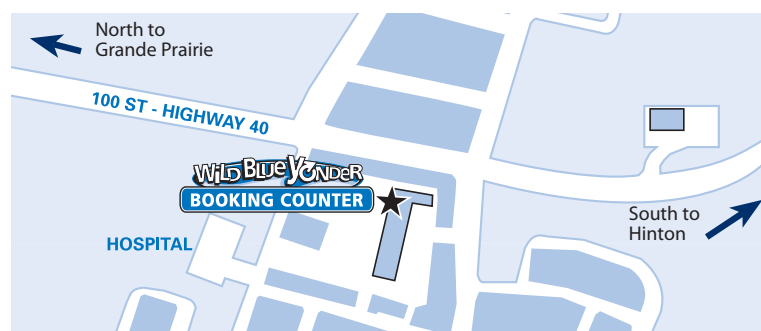 North to
Grande Prairie
100 ST - HIGHWAY 40
WILD BLUE YONDER
BOOKING COUNTER
HOSPITAL
South to
Hinton